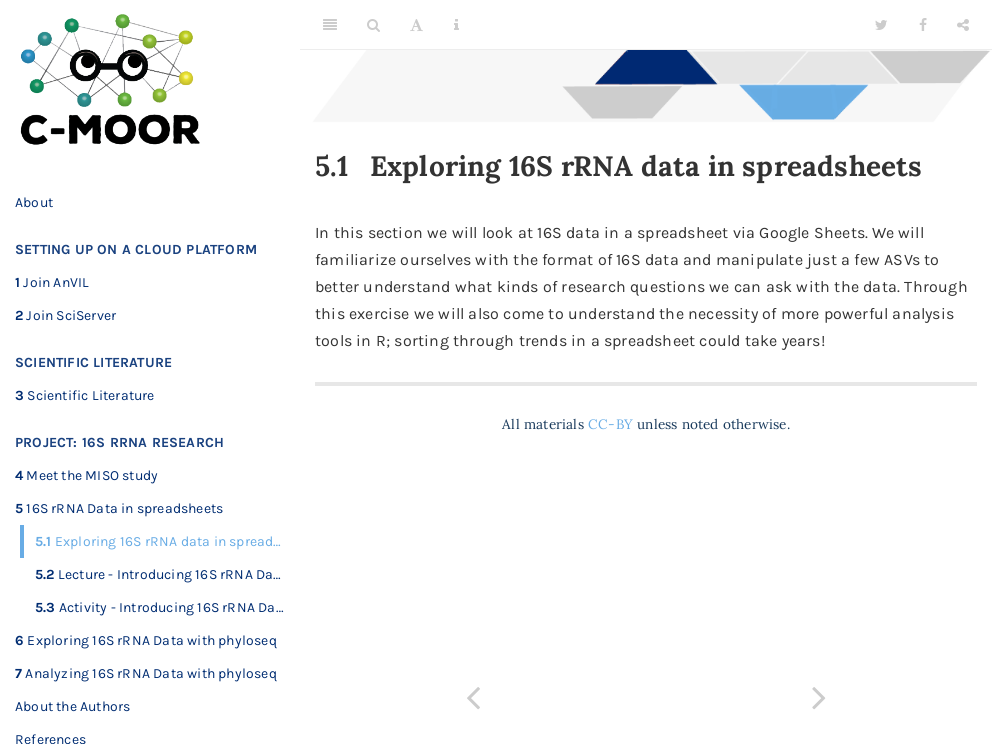 C-MOOR
About
SETTING UP ON A CLOUD PLATFORM
1 Join AnVIL
2 Join SciServer
SCIENTIFIC LITERATURE
3 Scientific Literature
PROJECT: 16S RRNA RESEARCH
4 Meet the MISO study
5 16S rRNA Data in spreadsheets
5.1 Exploring 16S rRNA data in spread…
5.2 Lecture - Introducing 16S rRNA Da…
5.3 Activity - Introducing 16S rRNA Da…
6 Exploring 16S rRNA Data with phyloseq
7 Analyzing 16S rRNA Data with phyloseq
About the Authors
References
5.1 Exploring 16S rRNA data in spreadsheets
In this section we will look at 16S data in a spreadsheet via Google Sheets. We will
familiarize ourselves with the format of 16S data and manipulate just a few ASVs to
better understand what kinds of research questions we can ask with the data. Through
this exercise we will also come to understand the necessity of more powerful analysis
tools in R; sorting through trends in a spreadsheet could take years!
All materials CC-BY unless noted otherwise.